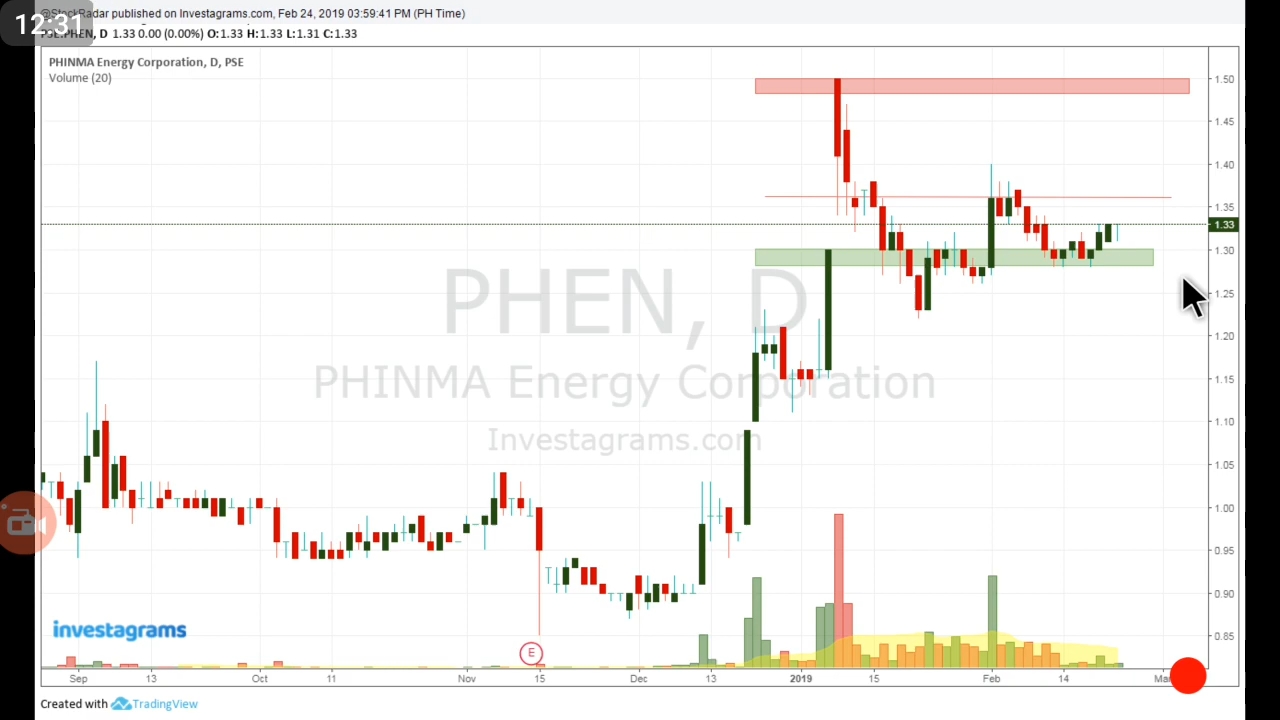 12:31
@StockRadar published on Investagrams.com, Feb 24, 2019 03:59:41 PM (PH Time)
PSE:PHEN, D 1.33 0.00 (0.00%) O:1.33 H:1.33 L:1.31 C:1.33
PHINMA Energy Corporation, D, PSE
Volume (20)
1.50
1.45
1.40
1.35
1.33
1.30
1.25
1.20
1.15
1.10
1.05
1.00
0.95
0.90
0.85
PHEN, D
PHINMA Energy Corporation
Investagrams.com
investagrams
E
Sep 13 Oct 11 Nov 15 Dec 13 2019 15 Feb 14
Created with TradingView